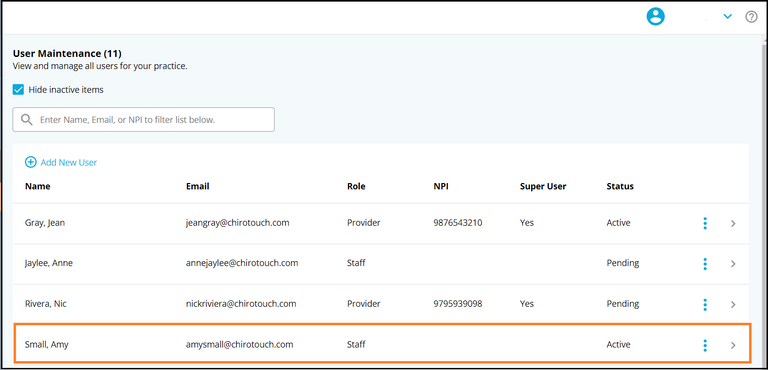 User Maintenance (11)
View and manage all users for your practice.
Hide inactive items
Enter Name, Email, or NPI to filter list below.
Add New User
Name Email Role NPI Super User Status
Gray, Jean jeangray@chirotouch.com Provider 9876543210 Yes Active
Jaylee, Anne annejaylee@chirotouch.com Staff Pending
Rivera, Nic nickriviera@chirotouch.com Provider 9795939098 Yes Pending
Small, Amy amysmall@chirotouch.com Staff Active